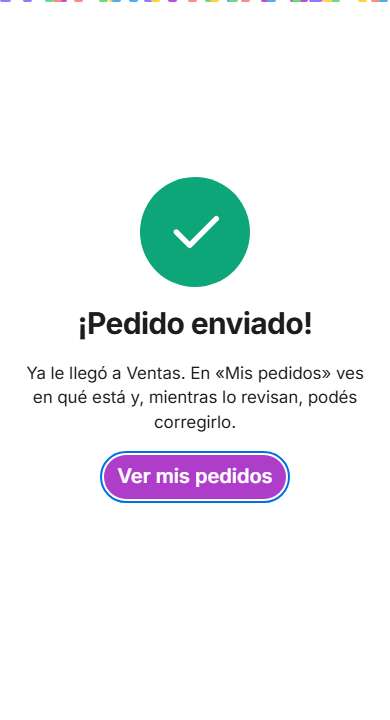 ¡Pedido enviado!
Ya le llegó a Ventas. En «Mis pedidos» ves
en qué está y, mientras lo revisan, podés
corregirlo.
Ver mis pedidos